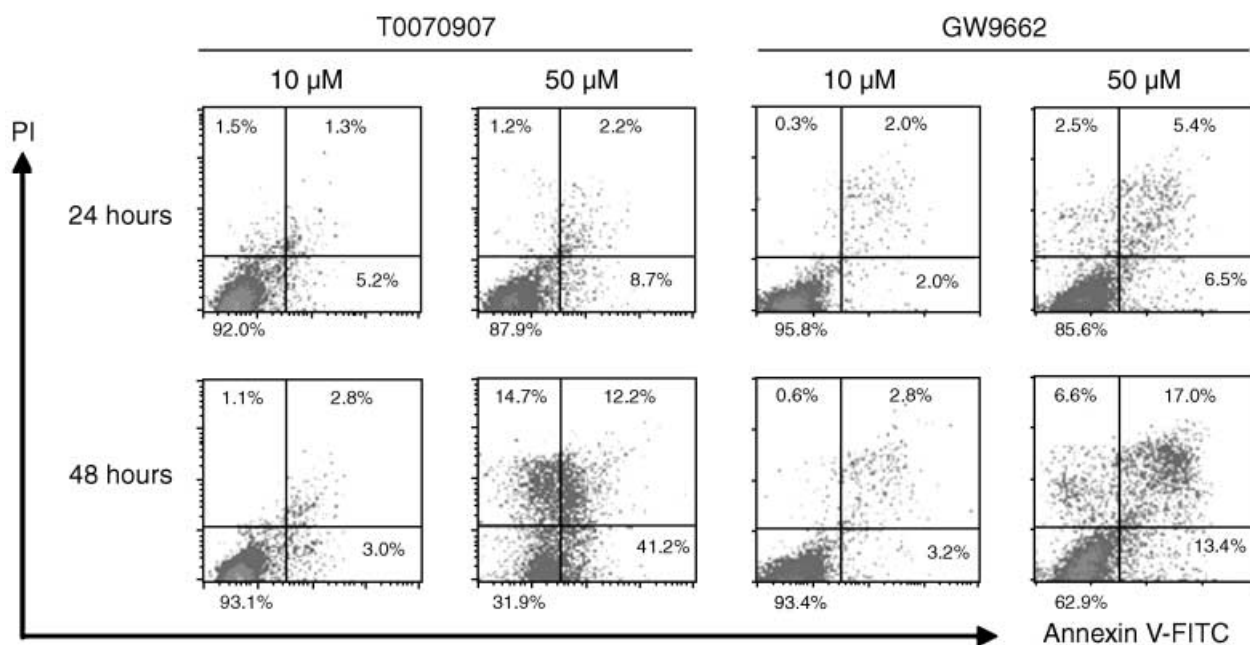 T0070907 GW9662
10 µM 50 µM 10 µM 50 µM
PI
1.5% 1.3% 1.2% 2.2% 0.3% 2.0% 2.5% 5.4%
24 hours
5.2% 8.7% 2.0% 6.5%
92.0% 87.9% 95.8% 85.6%
1.1% 2.8% 14.7% 12.2% 0.6% 2.8% 6.6% 17.0%
48 hours
3.0% 41.2% 3.2% 13.4%
93.1% 31.9% 93.4% 62.9%
Annexin V-FITC